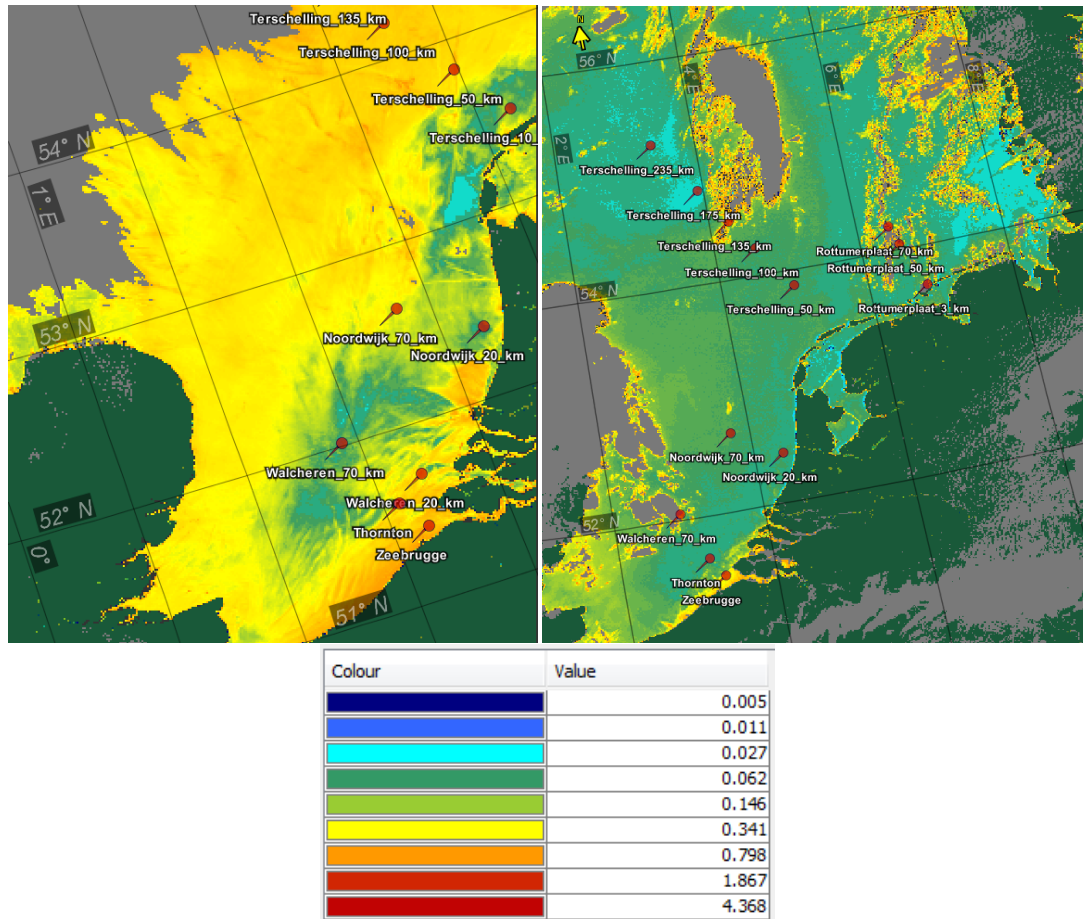 Terschelling_135_km
Terschelling_100_km
Terschelling_50_km
Terschelling_10_
54° N
1° E
53° N
Noordwijk_70_km
Noordwijk_20_km
Walcheren_70_km
52° N
Walcheren_20_km
Thornton
0°
Zeebrugge
51° N
N
56° N
4° E
6° E
8° E
2° E
Terschelling_235_km
Terschelling_175_km
Terschelling_135_km
Rottumerplaat_70_km
Rottumerplaat_50_km
Terschelling_100_km
54° N
Terschelling_50_km
Rottumerplaat_3_km
Noordwijk_70_km
Noordwijk_20_km
52° N
Walcheren_70_km
Thornton
Zeebrugge
Colour Value
0.005
0.011
0.027
0.062
0.146
0.341
0.798
1.867
4.368